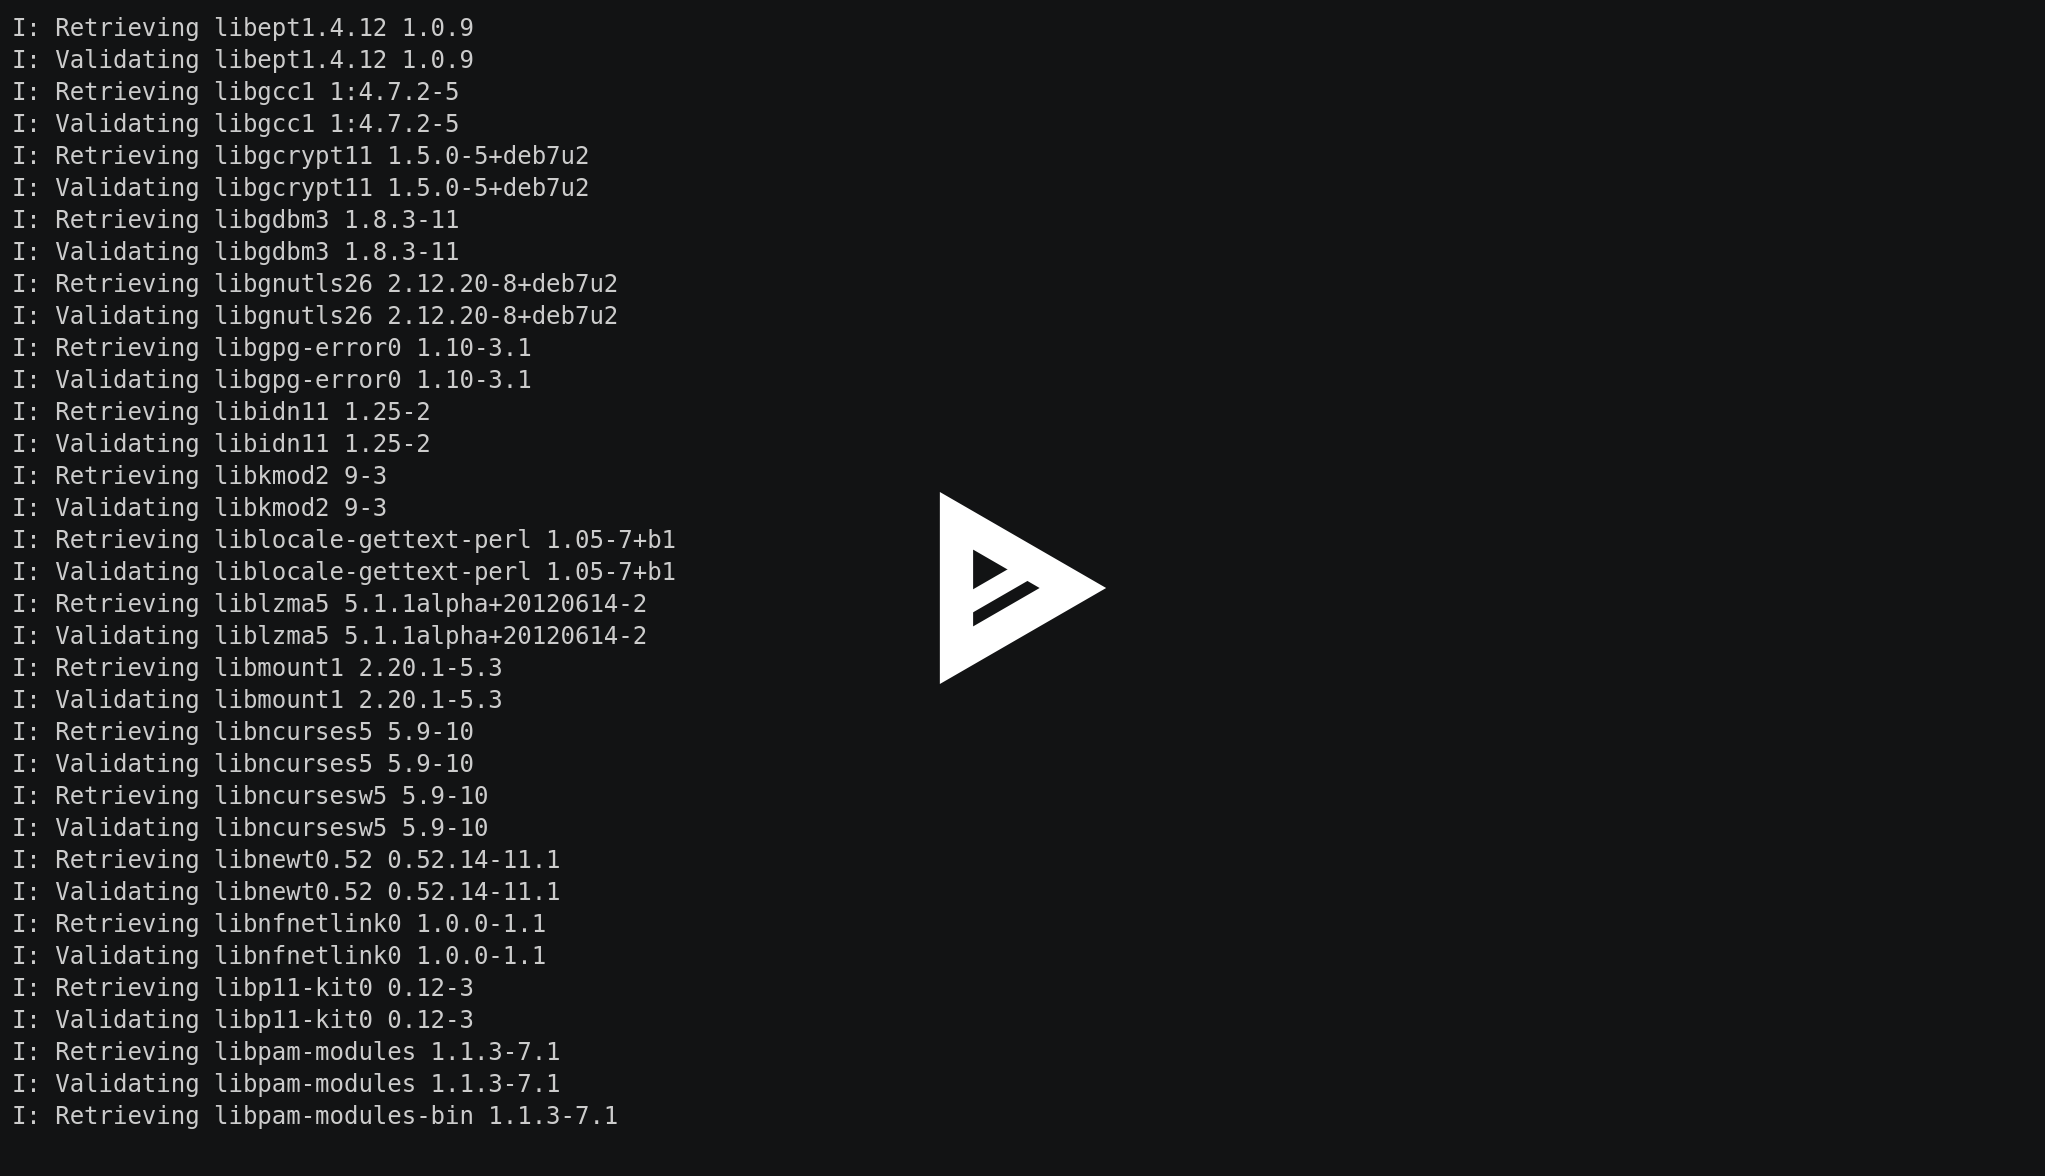 I: Retrieving libept1.4.12 1.0.9
I: Validating libept1.4.12 1.0.9
I: Retrieving libgcc1 1:4.7.2-5
I: Validating libgcc1 1:4.7.2-5
I: Retrieving libgcrypt11 1.5.0-5+deb7u2
I: Validating libgcrypt11 1.5.0-5+deb7u2
I: Retrieving libgdbm3 1.8.3-11
I: Validating libgdbm3 1.8.3-11
I: Retrieving libgnutls26 2.12.20-8+deb7u2
I: Validating libgnutls26 2.12.20-8+deb7u2
I: Retrieving libgpg-error0 1.10-3.1
I: Validating libgpg-error0 1.10-3.1
I: Retrieving libidn11 1.25-2
I: Validating libidn11 1.25-2
I: Retrieving libkmod2 9-3
I: Validating libkmod2 9-3
I: Retrieving liblocale-gettext-perl 1.05-7+b1
I: Validating liblocale-gettext-perl 1.05-7+b1
I: Retrieving liblzma5 5.1.1alpha+20120614-2
I: Validating liblzma5 5.1.1alpha+20120614-2
I: Retrieving libmount1 2.20.1-5.3
I: Validating libmount1 2.20.1-5.3
I: Retrieving libncurses5 5.9-10
I: Validating libncurses5 5.9-10
I: Retrieving libncursesw5 5.9-10
I: Validating libncursesw5 5.9-10
I: Retrieving libnewt0.52 0.52.14-11.1
I: Validating libnewt0.52 0.52.14-11.1
I: Retrieving libnfnetlink0 1.0.0-1.1
I: Validating libnfnetlink0 1.0.0-1.1
I: Retrieving libp11-kit0 0.12-3
I: Validating libp11-kit0 0.12-3
I: Retrieving libpam-modules 1.1.3-7.1
I: Validating libpam-modules 1.1.3-7.1
I: Retrieving libpam-modules-bin 1.1.3-7.1